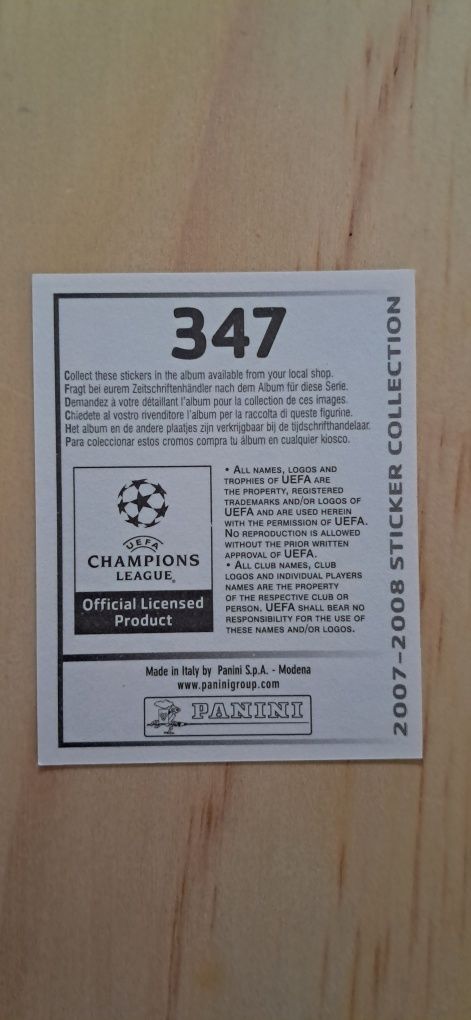 347
Collect these stickers in the album available from your local shop.
Fragt bei eurem Zeitschriftenhändler nach dem Album für diese Serie.
Demandez à votre détaillant l'album pour la collection de ces images.
Chiedete al vostro rivenditore l'album per la raccolta di queste figurine.
Het album en de andere plaatjes zijn verkrijgbaar bij de tijdschrifthandelaar.
Para coleccionar estos cromos compra tu álbum en cualquier kiosco.
UEFA
CHAMPIONS
LEAGUE®
Official Licensed
Product
• ALL NAMES, LOGOS AND
TROPHIES OF UEFA ARE
THE PROPERTY, REGISTERED
TRADEMARKS AND/OR LOGOS OF
UEFA AND ARE USED HEREIN
WITH THE PERMISSION OF UEFA.
NO REPRODUCTION IS ALLOWED
WITHOUT THE PRIOR WRITTEN
APPROVAL OF UEFA.
• ALL CLUB NAMES, CLUB
LOGOS AND INDIVIDUAL PLAYERS
NAMES ARE THE PROPERTY
OF THE RESPECTIVE CLUB OR
PERSON. UEFA SHALL BEAR NO
RESPONSIBILITY FOR THE USE OF
THESE NAMES AND/OR LOGOS.
Made in Italy by Panini S.p.A. - Modena
www.paninigroup.com
PANINI
2007-2008 STICKER COLLECTION